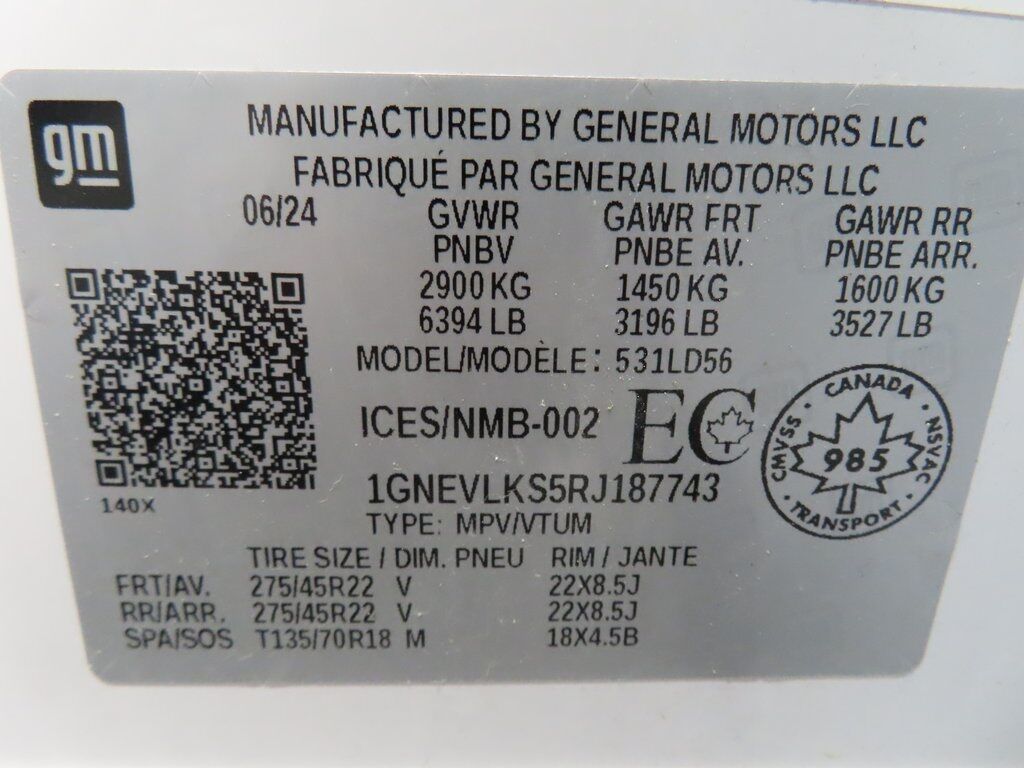 gm
MANUFACTURED BY GENERAL MOTORS LLC
FABRIQUÉ PAR GENERAL MOTORS LLC
06/24 GVWR GAWR FRT GAWR RR
PNBV PNBE AV. PNBE ARR.
2900 KG 1450 KG 1600 KG
6394 LB 3196 LB 3527 LB
MODEL/MODÈLE: 531LD56
ICES/NMB-002 EC
CANADA
CMVSS · 985 · NSVAC
TRANSPORT
1GNEVLKS5RJ187743
140X
TYPE: MPV/VTUM
TIRE SIZE / DIM. PNEU RIM / JANTE
FRT/AV. 275/45R22 V 22X8.5J
RR/ARR. 275/45R22 V 22X8.5J
SPA/SOS T135/70R18 M 18X4.5B